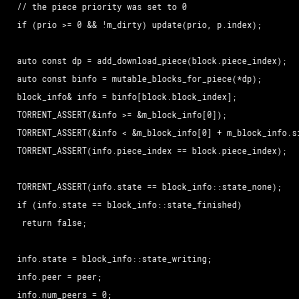 // the piece priority was set to 0
if (prio >= 0 && !m_dirty) update(prio, p.index);
auto const dp = add_download_piece(block.piece_index);
auto const binfo = mutable_blocks_for_piece(*dp);
block_info& info = binfo[block.block_index];
TORRENT_ASSERT(&info >= &m_block_info[0]);
TORRENT_ASSERT(&info < &m_block_info[0] + m_block_info.si
TORRENT_ASSERT(info.piece_index == block.piece_index);
TORRENT_ASSERT(info.state == block_info::state_none);
if (info.state == block_info::state_finished)
return false;
info.state = block_info::state_writing;
info.peer = peer;
info.num_peers = 0;